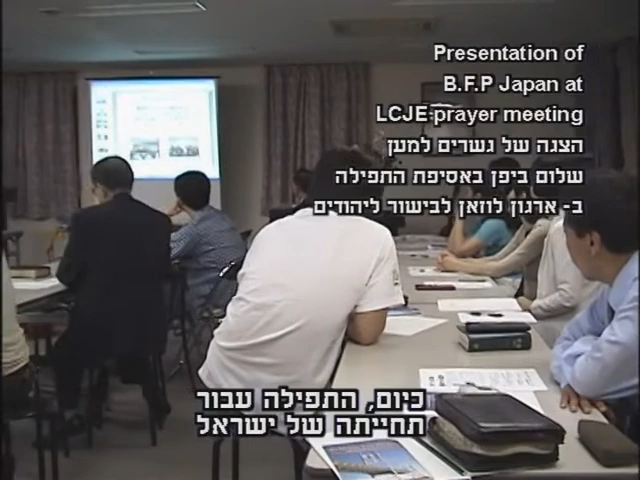 Presentation of
B.F.P Japan at
LCJE prayer meeting
הצגה של גשרים למען
שלום ביפן באסיפת התפילה
ב- ארגון לוזאן לבישור ליהודים
כיום, התפילה עבור
תחייתה של ישראל